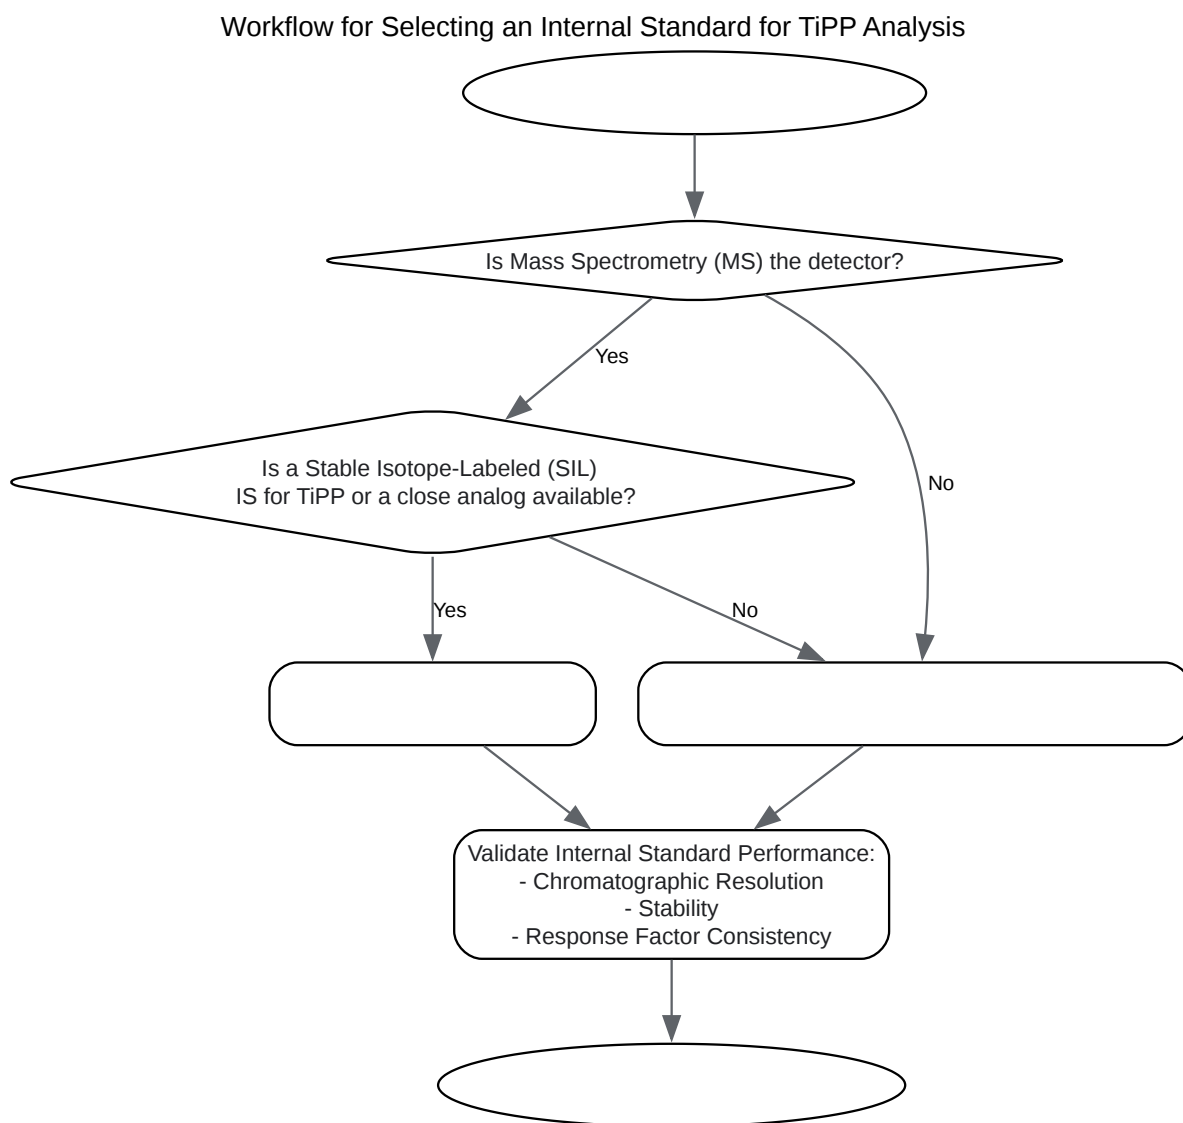 Workflow for Selecting an Internal Standard for TiPP Analysis
Is Mass Spectrometry (MS) the detector?
Yes
No
Is a Stable Isotope-Labeled (SIL)
IS for TiPP or a close analog available?
Yes
No
Validate Internal Standard Performance:
- Chromatographic Resolution
- Stability
- Response Factor Consistency